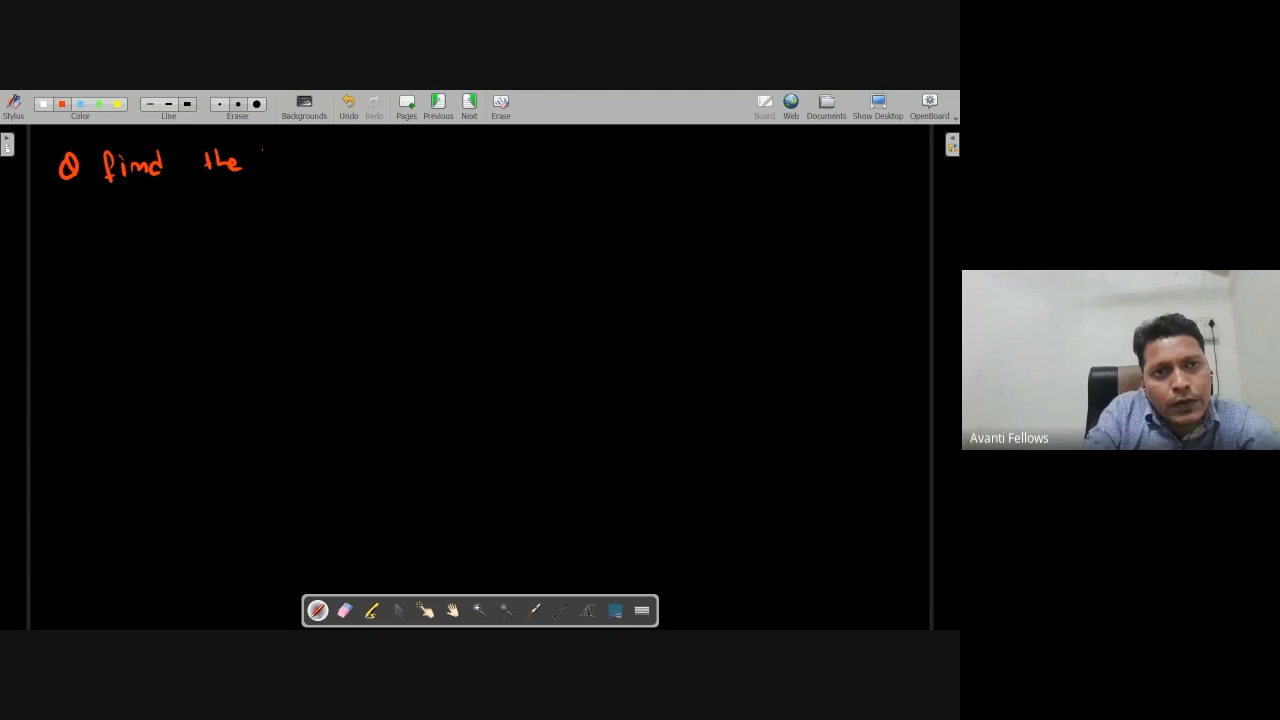 Stylus
Color
Line
Eraser
Backgrounds
Undo
Redo
Pages
Previous
Next
Erase
Board
Web
Documents
Show Desktop
OpenBoard
Q find the
Avanti Fellows